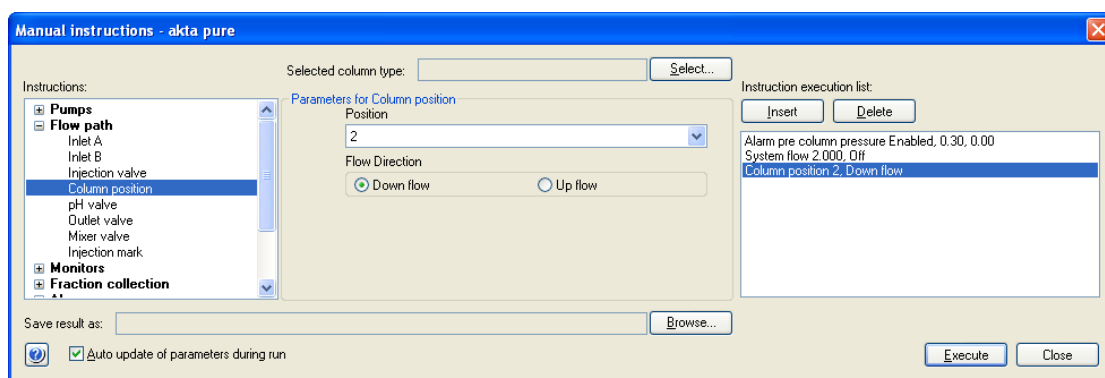 Manual instructions - akta pure
Selected column type:
Select...
Instructions:
Pumps
Flow path
Inlet A
Inlet B
Injection valve
Column position
pH valve
Outlet valve
Mixer valve
Injection mark
Monitors
Fraction collection
Parameters for Column position
Position
2
Flow Direction
Down flow
Up flow
Instruction execution list:
Insert
Delete
Alarm pre column pressure Enabled, 0.30, 0.00
System flow 2.000, Off
Column position 2, Down flow
Save result as:
Browse...
?
Auto update of parameters during run
Execute
Close